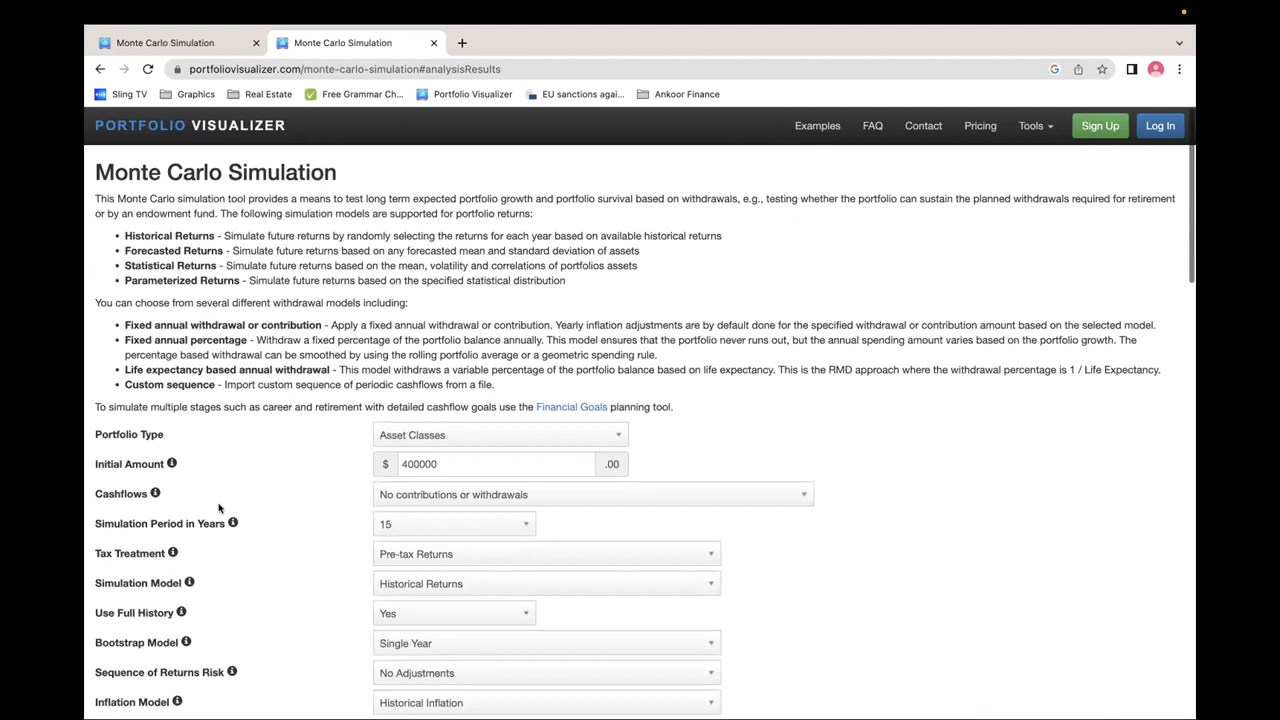 Monte Carlo Simulation
Monte Carlo Simulation
portfoliovisualizer.com/monte-carlo-simulation#analysisResults
Sling TV Graphics Real Estate Free Grammar Ch... Portfolio Visualizer EU sanctions agai... Ankoor Finance
PORTFOLIO VISUALIZER Examples FAQ Contact Pricing Tools Sign Up Log In
Monte Carlo Simulation
This Monte Carlo simulation tool provides a means to test long term expected portfolio growth and portfolio survival based on withdrawals, e.g., testing whether the portfolio can sustain the planned withdrawals required for retirement
or by an endowment fund. The following simulation models are supported for portfolio returns:
• Historical Returns - Simulate future returns by randomly selecting the returns for each year based on available historical returns
• Forecasted Returns - Simulate future returns based on any forecasted mean and standard deviation of assets
• Statistical Returns - Simulate future returns based on the mean, volatility and correlations of portfolios assets
• Parameterized Returns - Simulate future returns based on the specified statistical distribution
You can choose from several different withdrawal models including:
• Fixed annual withdrawal or contribution - Apply a fixed annual withdrawal or contribution. Yearly inflation adjustments are by default done for the specified withdrawal or contribution amount based on the selected model.
• Fixed annual percentage - Withdraw a fixed percentage of the portfolio balance annually. This model ensures that the portfolio never runs out, but the annual spending amount varies based on the portfolio growth. The
percentage based withdrawal can be smoothed by using the rolling portfolio average or a geometric spending rule.
• Life expectancy based annual withdrawal - This model withdraws a variable percentage of the portfolio balance based on life expectancy. This is the RMD approach where the withdrawal percentage is 1 / Life Expectancy.
• Custom sequence - Import custom sequence of periodic cashflows from a file.
To simulate multiple stages such as career and retirement with detailed cashflow goals use the Financial Goals planning tool.
Portfolio Type Asset Classes
Initial Amount $ 400000 .00
Cashflows No contributions or withdrawals
Simulation Period in Years 15
Tax Treatment Pre-tax Returns
Simulation Model Historical Returns
Use Full History Yes
Bootstrap Model Single Year
Sequence of Returns Risk No Adjustments
Inflation Model Historical Inflation